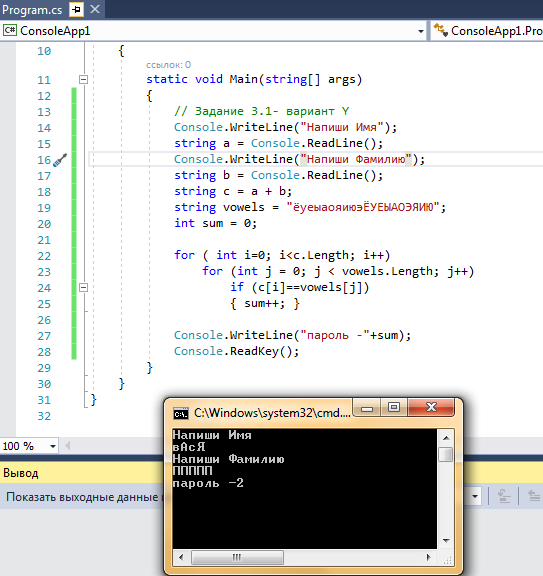 Program.cs
C# ConsoleApp1
ConsoleApp1.Pro
10 {
ссылок: 0
11 static void Main(string[] args)
12 {
13 // Задание 3.1- вариант Y
14 Console.WriteLine("Напиши Имя");
15 string a = Console.ReadLine();
16 Console.WriteLine("Напиши Фамилию");
17 string b = Console.ReadLine();
18 string c = a + b;
19 string vowels = "ёуеыаояиюэЁУЕЫАОЭЯИЮ";
20 int sum = 0;
21
22 for ( int i=0; i<c.Length; i++)
23 for (int j = 0; j < vowels.Length; j++)
24 if (c[i]==vowels[j])
25 { sum++; }
26
27 Console.WriteLine("пароль -"+sum);
28 Console.ReadKey();
29 }
30 }
31 }
32
100 %
Вывод
Показать выходные данные
C:\Windows\system32\cmd....
Напиши Имя
вйсЯ
Напиши Фамилию
ППППП
пароль -2